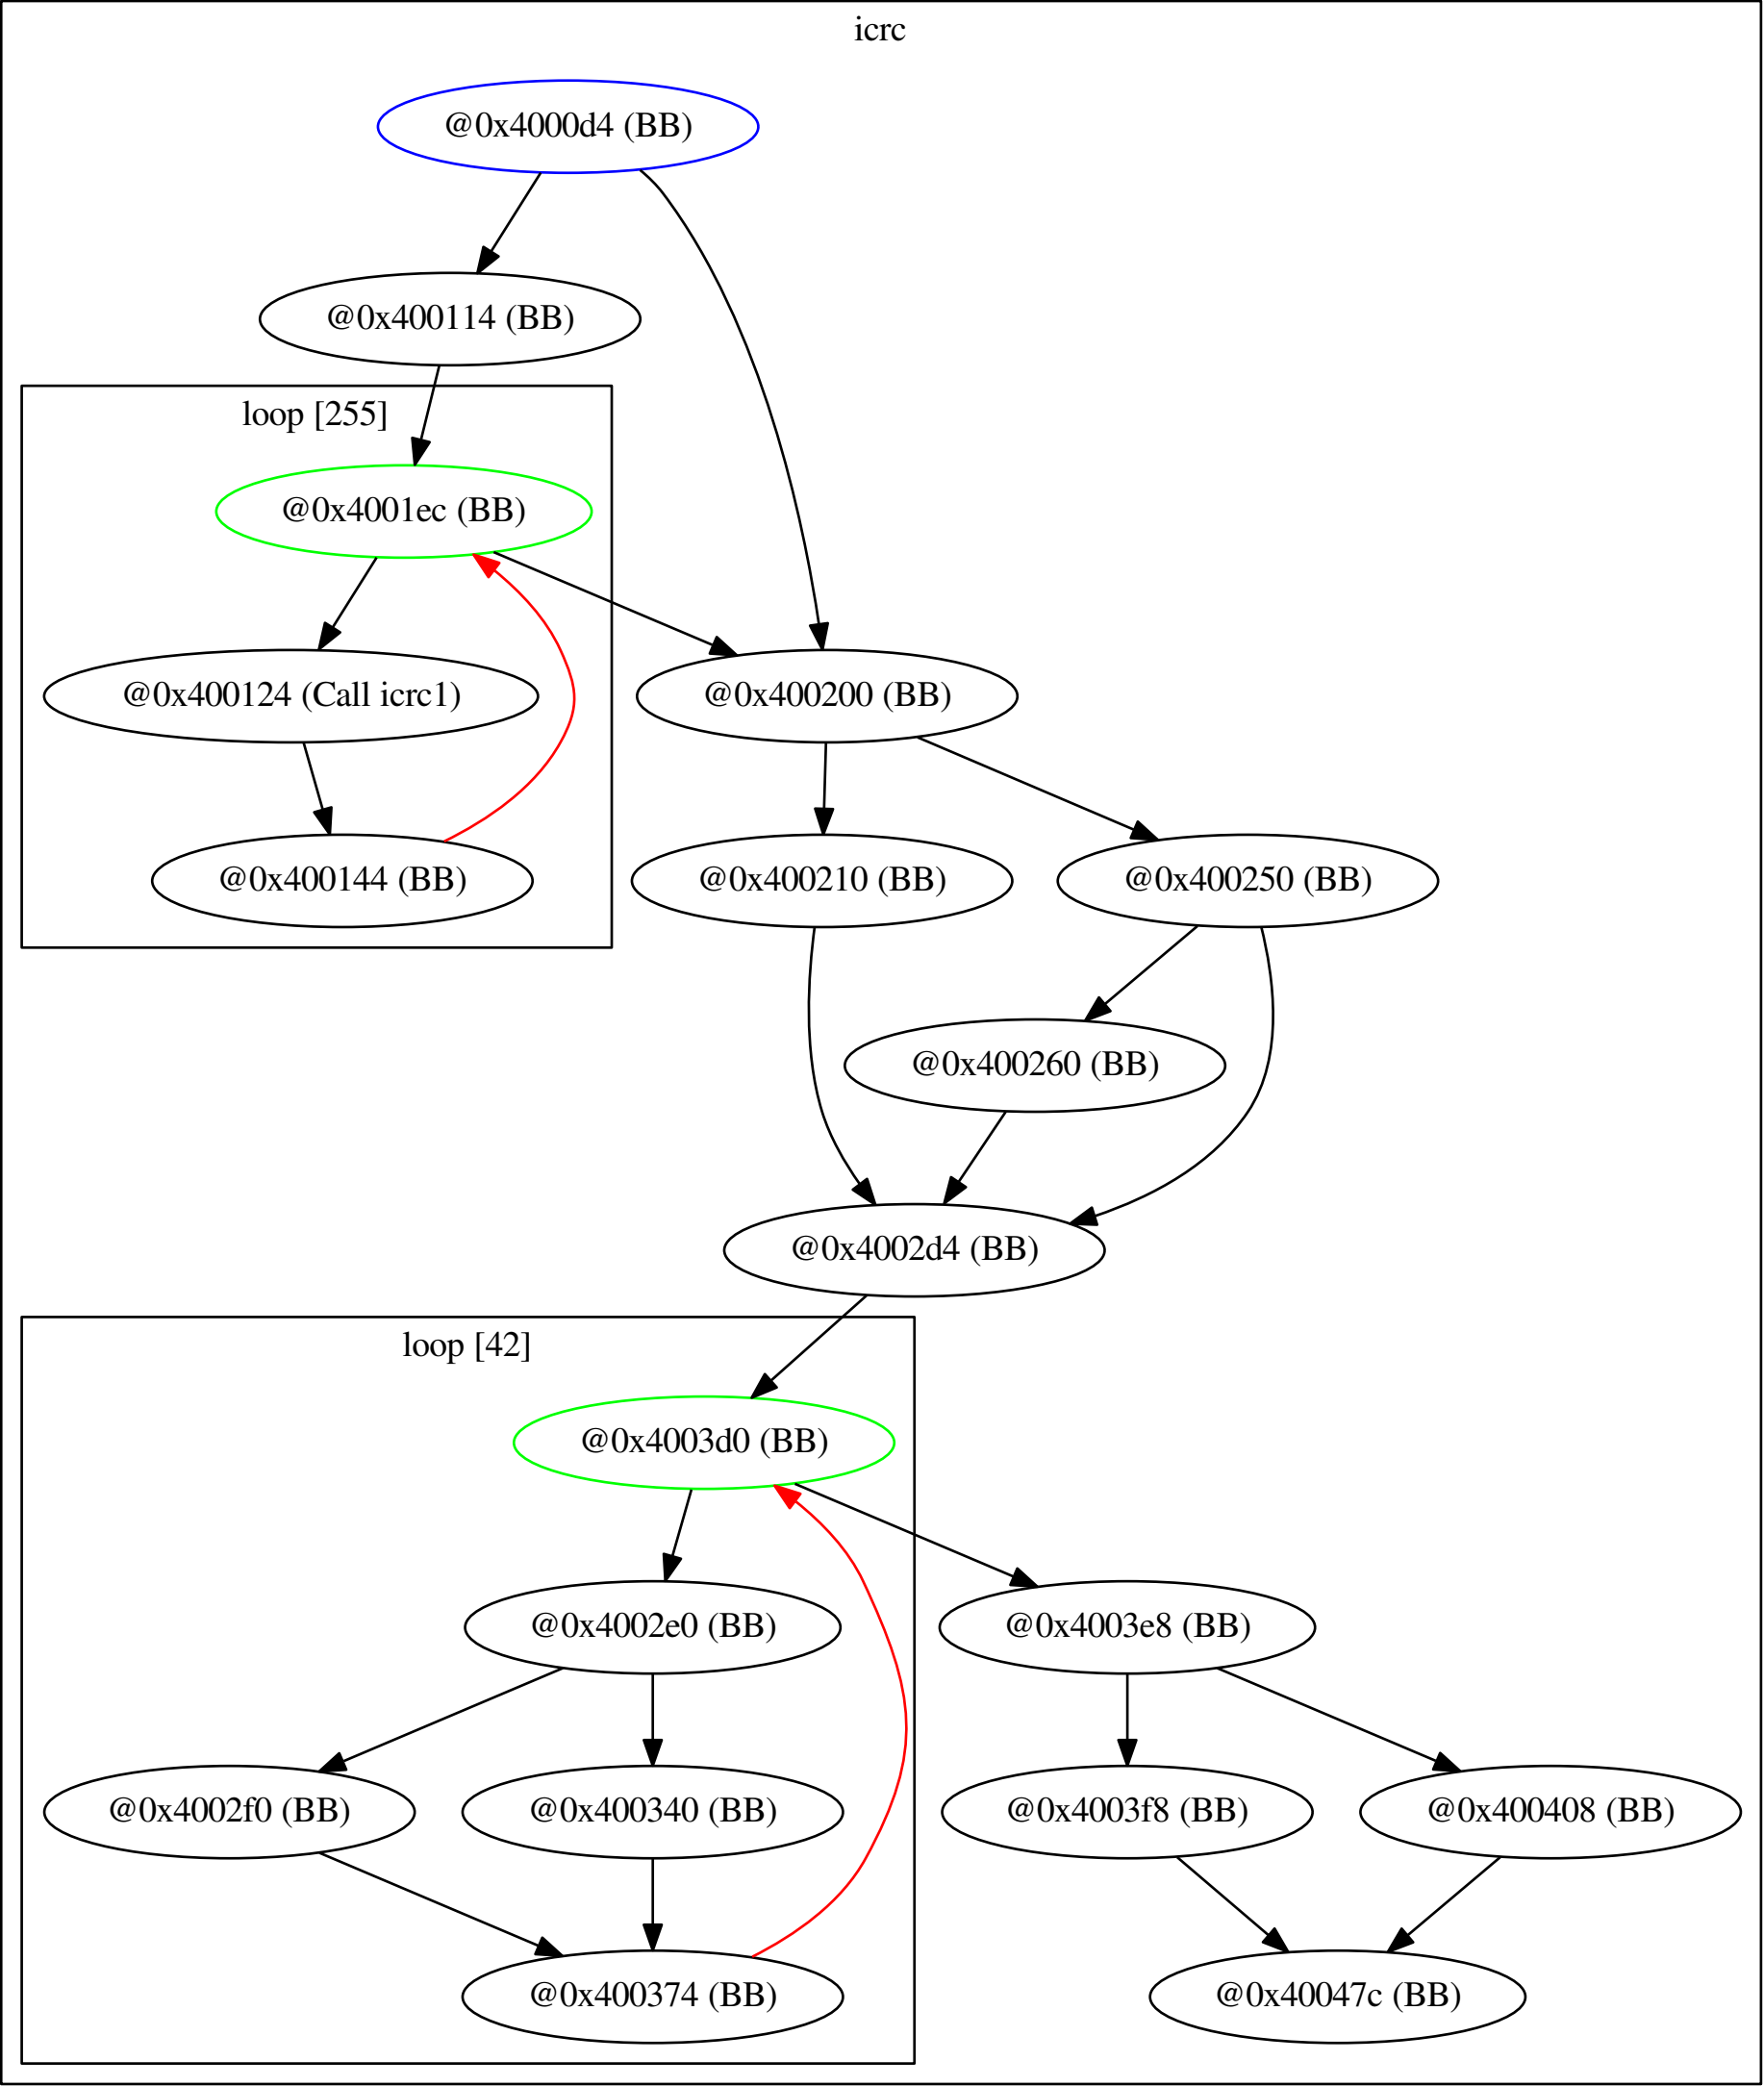 icrc
@0x4000d4 (BB)
@0x400114 (BB)
loop [255]
@0x4001ec (BB)
@0x400124 (Call icrc1)
@0x400200 (BB)
@0x400144 (BB)
@0x400210 (BB)
@0x400250 (BB)
@0x400260 (BB)
@0x4002d4 (BB)
loop [42]
@0x4003d0 (BB)
@0x4002e0 (BB)
@0x4003e8 (BB)
@0x4002f0 (BB)
@0x400340 (BB)
@0x4003f8 (BB)
@0x400408 (BB)
@0x400374 (BB)
@0x40047c (BB)